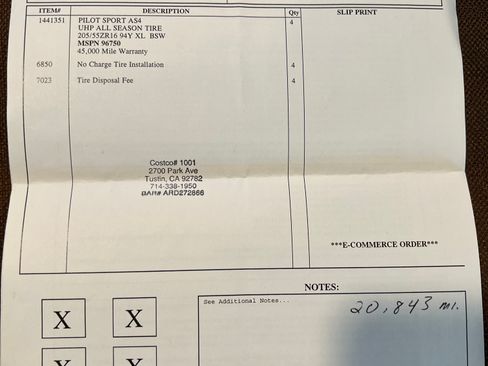 ITEM# DESCRIPTION Qty SLIP PRINT
1441351 PILOT SPORT AS4 4
UHP ALL SEASON TIRE
205/55ZR16 94Y XL BSW
MSPN 96750
45,000 Mile Warranty
6850 No Charge Tire Installation 4
7023 Tire Disposal Fee 4
Costco# 1001
2700 Park Ave
Tustin, CA 92782
714-338-1950
BAR# ARD272866
***E-COMMERCE ORDER***
NOTES:
See Additional Notes...
20,843 mi.
X X
X X